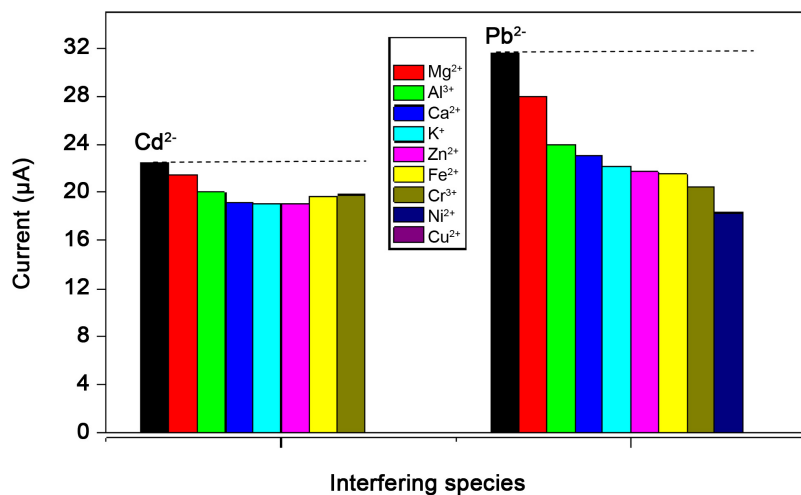 Pb²⁻
Cd²⁻
Mg²⁺
Al³⁺
Ca²⁺
K⁺
Zn²⁺
Fe²⁺
Cr³⁺
Ni²⁺
Cu²⁺
32
28
24
20
16
12
8
4
0
Current (µA)
Interfering species